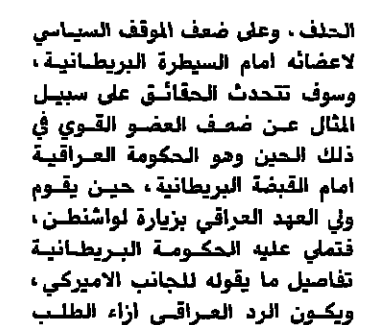 الحلف ، وعلى ضعف الموقف السياسي
لاعضائه امام السيطرة البريطانية ،
وسوف تتحدث الحقائق على سبيل
المثال عن ضعف العضو القوي في
ذلك الحين وهو الحكومة العراقية
امام القبضة البريطانية ، حين يقوم
ولي العهد العراقي بزيارة لواشنطن ،
فتملي عليه الحكومة البريطانية
تفاصيل ما يقوله للجانب الاميركي ،
ويكون الرد العراقي ازاء الطلب